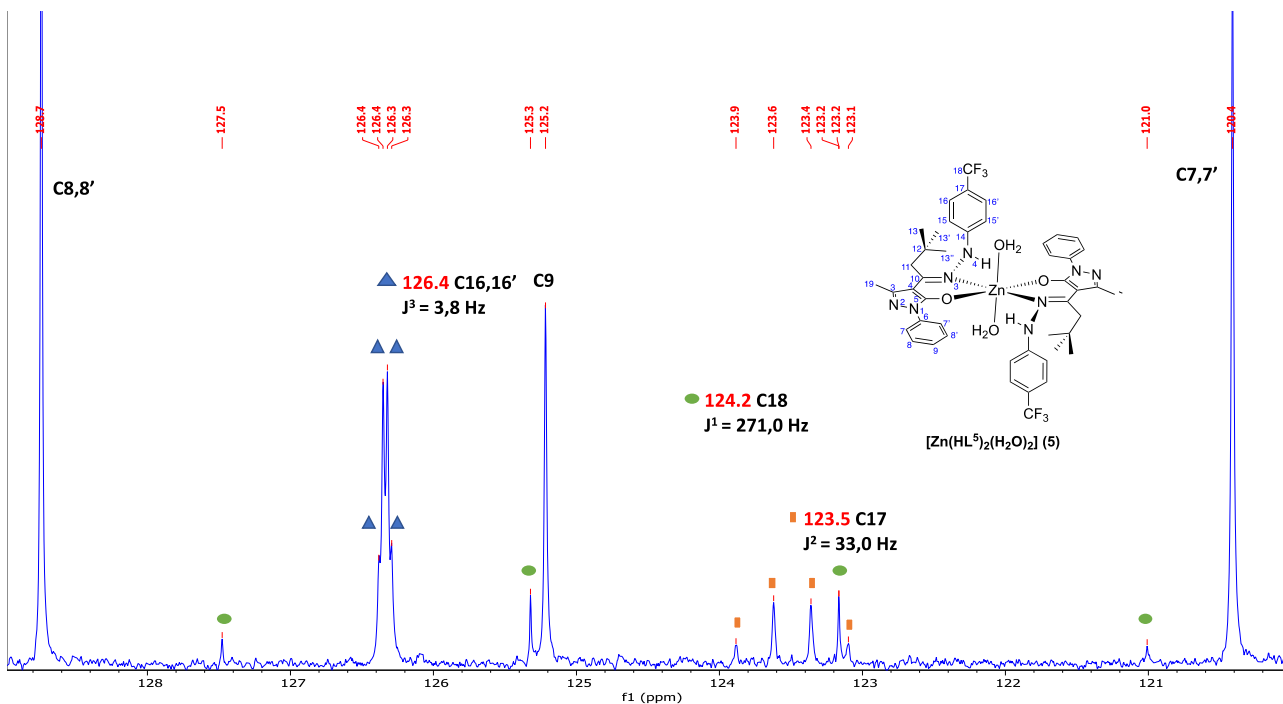 128.7
127.5
126.4
126.4
126.3
126.3
125.3
125.2
123.9
123.6
123.4
123.2
123.2
123.1
121.0
120.4
C8,8’
C7,7’
126.4 C16,16’
J³ = 3,8 Hz
C9
124.2 C18
J¹ = 271,0 Hz
123.5 C17
J² = 33,0 Hz
18 CF₃
17
16 16'
15 15'
14
13 13'
12 13''
11
N H
4
OH₂
10 N
3
19 3 4
5
N 2 N 1
O Zn O
N N
N
H₂O
H N
16
7 7'
8 8'
9
CF₃
[Zn(HL⁵)₂(H₂O)₂] (5)
128 127 126 125 124 123 122 121
f1 (ppm)